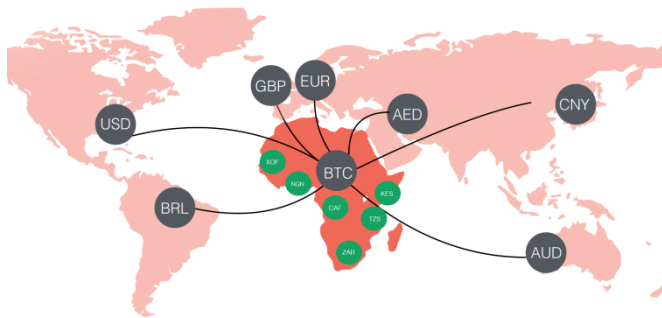 GBP
EUR
USD
AED
CNY
BTC
XOF
NGN
KES
BRL
CAF
TZS
ZAR
AUD